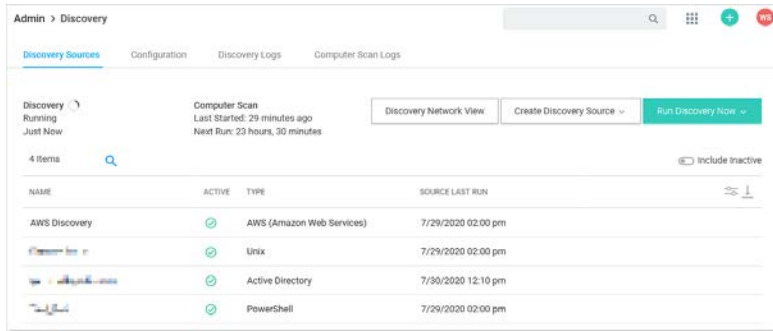 Admin > Discovery
WS
Discovery Sources Configuration Discovery Logs Computer Scan Logs
Discovery
Running
Just Now
Computer Scan
Last Started: 29 minutes ago
Next Run: 23 hours, 30 minutes
Discovery Network View
Create Discovery Source
Run Discovery Now
4 Items
Include Inactive
NAME ACTIVE TYPE SOURCE LAST RUN
AWS Discovery AWS (Amazon Web Services) 7/29/2020 02:00 pm
Unix 7/29/2020 02:00 pm
Active Directory 7/30/2020 12:10 pm
PowerShell 7/29/2020 02:00 pm